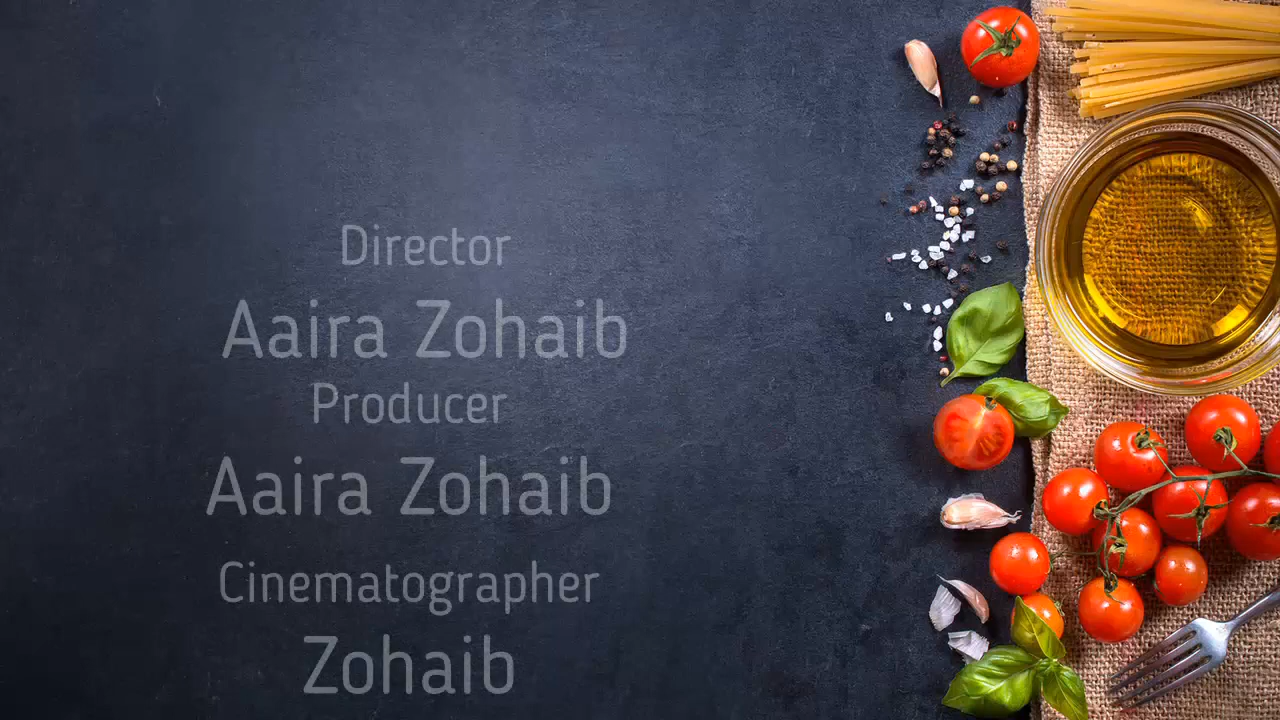 Director
Aaira Zohaib
Producer
Aaira Zohaib
Cinematographer
Zohaib